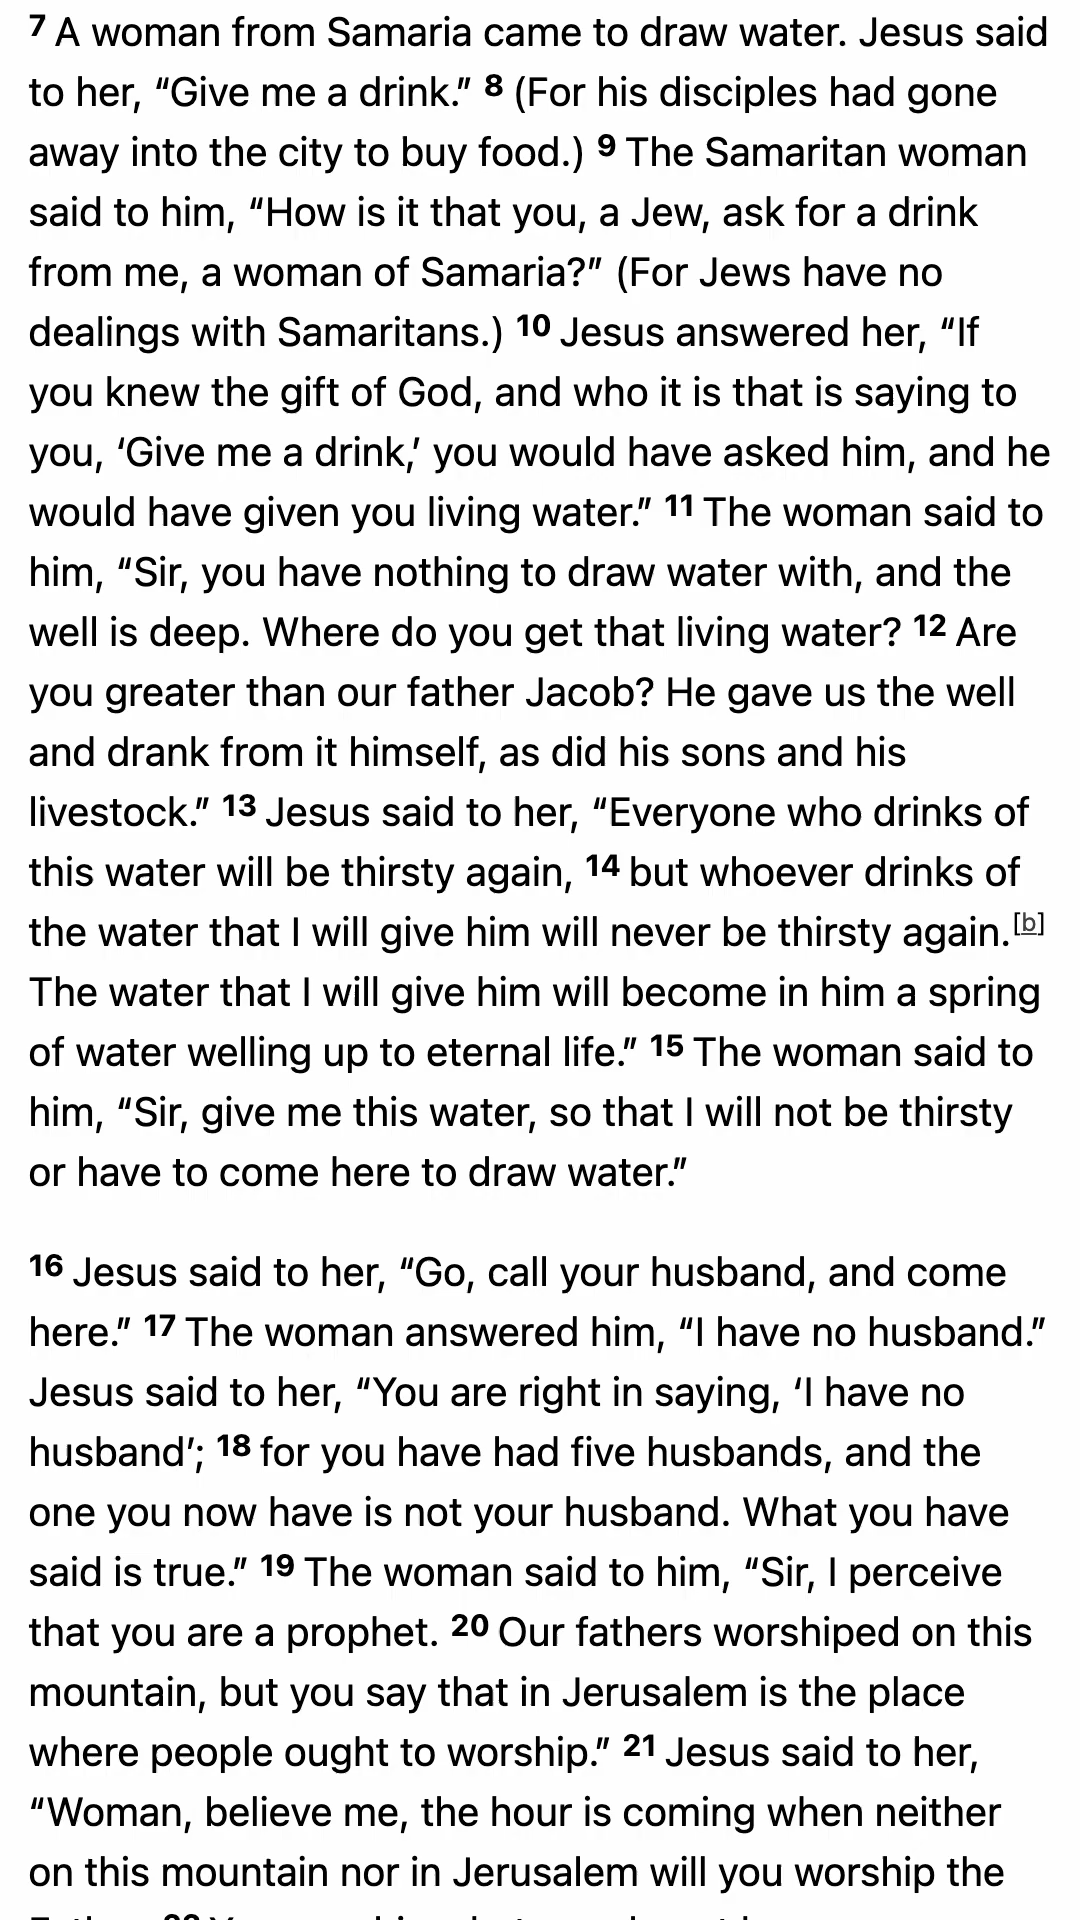 7 A woman from Samaria came to draw water. Jesus said
to her, “Give me a drink.” 8 (For his disciples had gone
away into the city to buy food.) 9 The Samaritan woman
said to him, “How is it that you, a Jew, ask for a drink
from me, a woman of Samaria?” (For Jews have no
dealings with Samaritans.) 10 Jesus answered her, “If
you knew the gift of God, and who it is that is saying to
you, ‘Give me a drink,’ you would have asked him, and he
would have given you living water.” 11 The woman said to
him, “Sir, you have nothing to draw water with, and the
well is deep. Where do you get that living water? 12 Are
you greater than our father Jacob? He gave us the well
and drank from it himself, as did his sons and his
livestock.” 13 Jesus said to her, “Everyone who drinks of
this water will be thirsty again, 14 but whoever drinks of
the water that I will give him will never be thirsty again.[b]
The water that I will give him will become in him a spring
of water welling up to eternal life.” 15 The woman said to
him, “Sir, give me this water, so that I will not be thirsty
or have to come here to draw water.”
16 Jesus said to her, “Go, call your husband, and come
here.” 17 The woman answered him, “I have no husband.”
Jesus said to her, “You are right in saying, ‘I have no
husband’; 18 for you have had five husbands, and the
one you now have is not your husband. What you have
said is true.” 19 The woman said to him, “Sir, I perceive
that you are a prophet. 20 Our fathers worshiped on this
mountain, but you say that in Jerusalem is the place
where people ought to worship.” 21 Jesus said to her,
“Woman, believe me, the hour is coming when neither
on this mountain nor in Jerusalem will you worship the